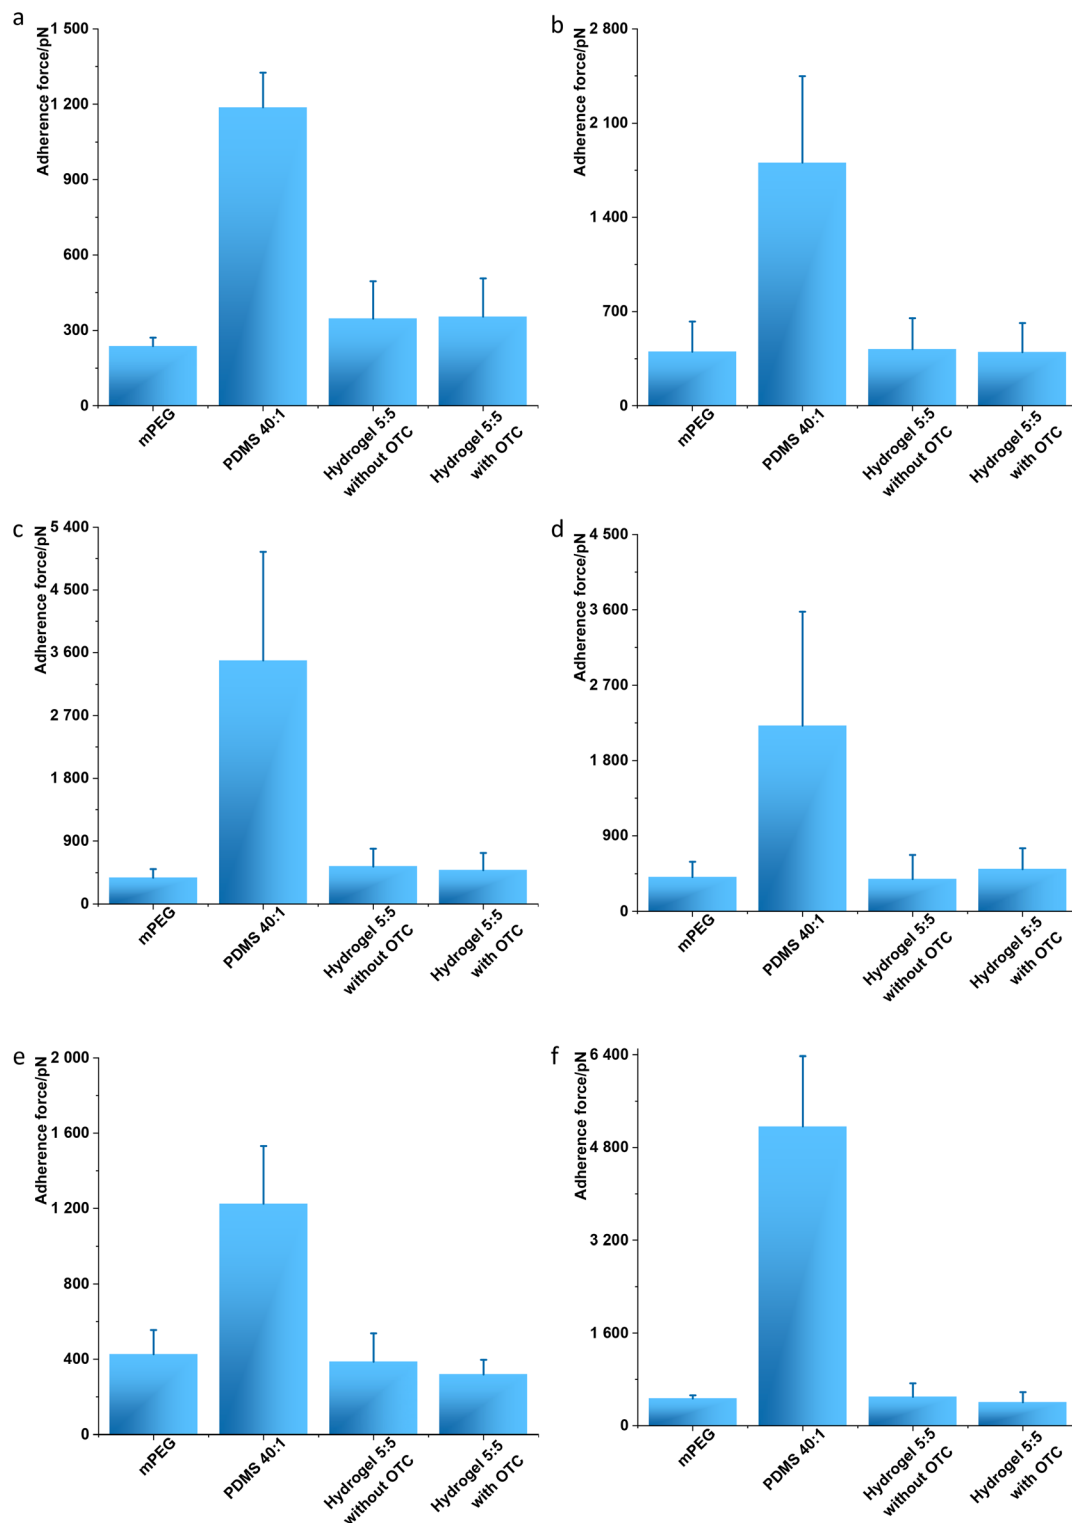 a
Adherence force/pN
1 500
1 200
900
600
300
0
mPEG
PDMS 40:1
Hydrogel 5:5
without OTC
Hydrogel 5:5
with OTC
b
Adherence force/pN
2 800
2 100
1 400
700
0
mPEG
PDMS 40:1
Hydrogel 5:5
without OTC
Hydrogel 5:5
with OTC
c
Adherence force/pN
5 400
4 500
3 600
2 700
1 800
900
0
mPEG
PDMS 40:1
Hydrogel 5:5
without OTC
Hydrogel 5:5
with OTC
d
Adherence force/pN
4 500
3 600
2 700
1 800
900
0
mPEG
PDMS 40:1
Hydrogel 5:5
without OTC
Hydrogel 5:5
with OTC
e
Adherence force/pN
2 000
1 600
1 200
800
400
0
mPEG
PDMS 40:1
Hydrogel 5:5
without OTC
Hydrogel 5:5
with OTC
f
Adherence force/pN
6 400
4 800
3 200
1 600
0
mPEG
PDMS 40:1
Hydrogel 5:5
without OTC
Hydrogel 5:5
with OTC